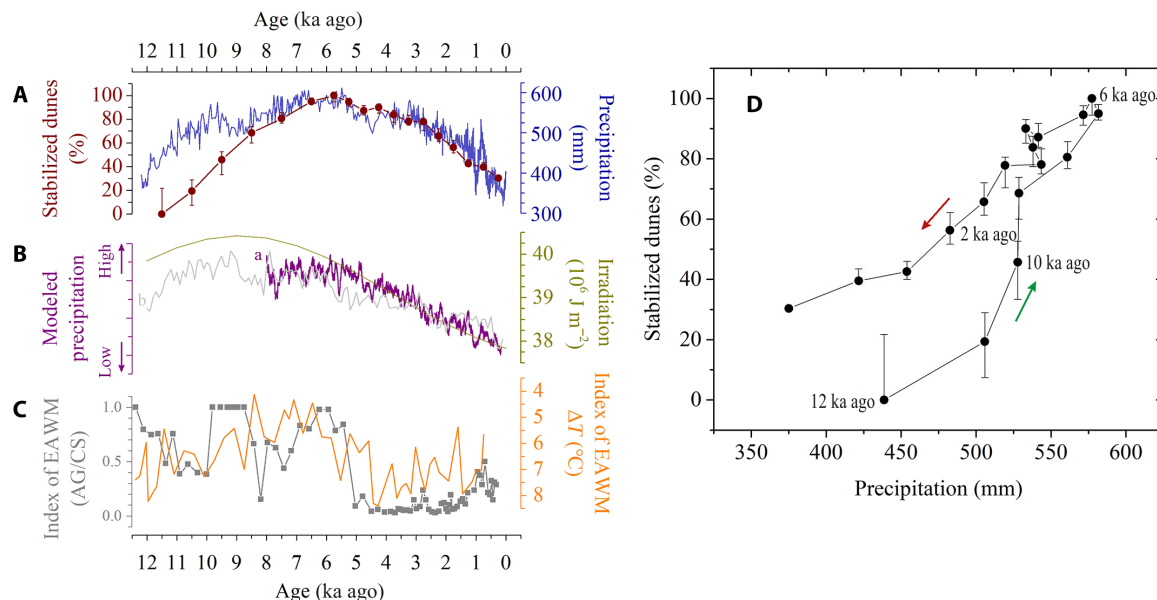 Age (ka ago)
12 11 10 9 8 7 6 5 4 3 2 1 0
A
Stabilized dunes
(%)
100
80
60
40
20
0
600
500
400
300
Precipitation
(mm)
B
Modeled
precipitation
High
Low
a
b
40
39
38
Irradiation
(10⁶ J m⁻²)
C
Index of EAWM
(AG/CS)
1.0
0.5
0.0
4
5
6
7
8
Index of EAWM
ΔT (°C)
12 11 10 9 8 7 6 5 4 3 2 1 0
Age (ka ago)
D
Stabilized dunes (%)
100
80
60
40
20
0
6 ka ago
2 ka ago
10 ka ago
12 ka ago
350 400 450 500 550 600
Precipitation (mm)